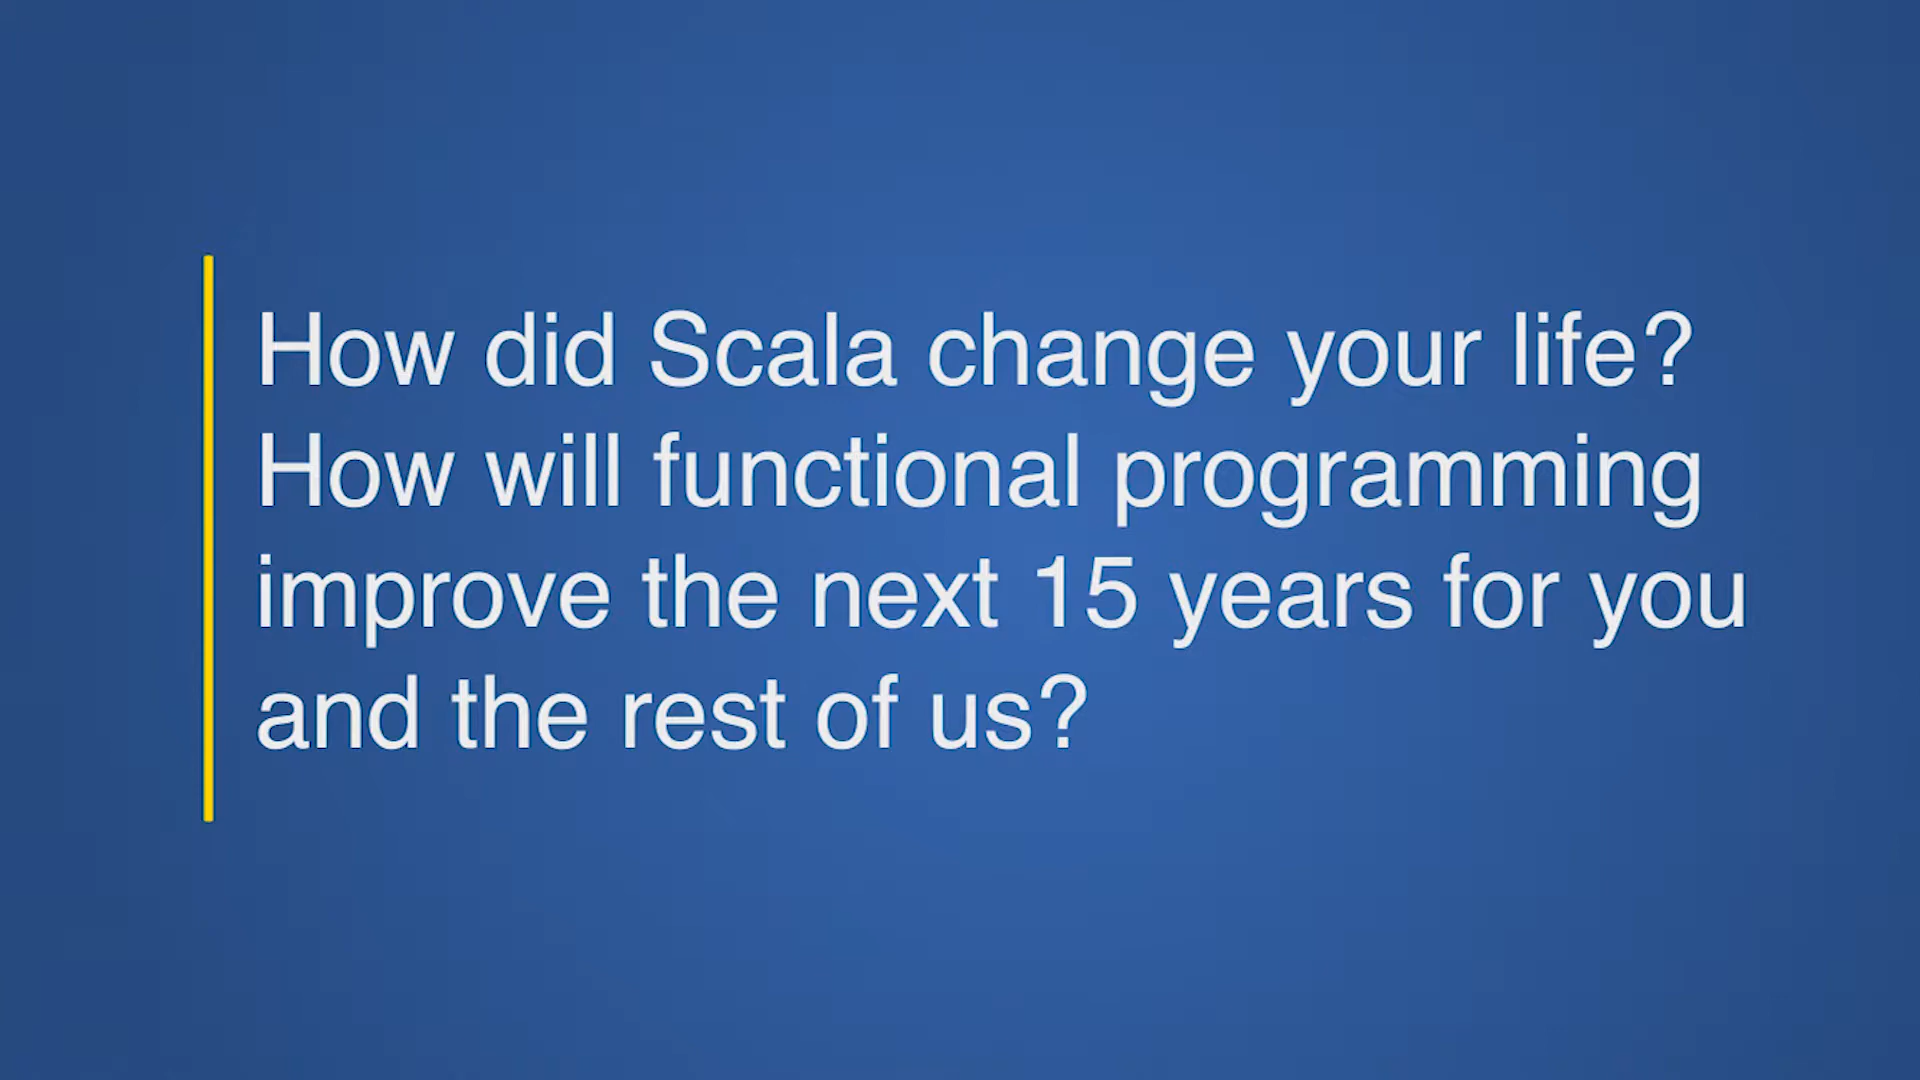 How did Scala change your life?
How will functional programming
improve the next 15 years for you
and the rest of us?